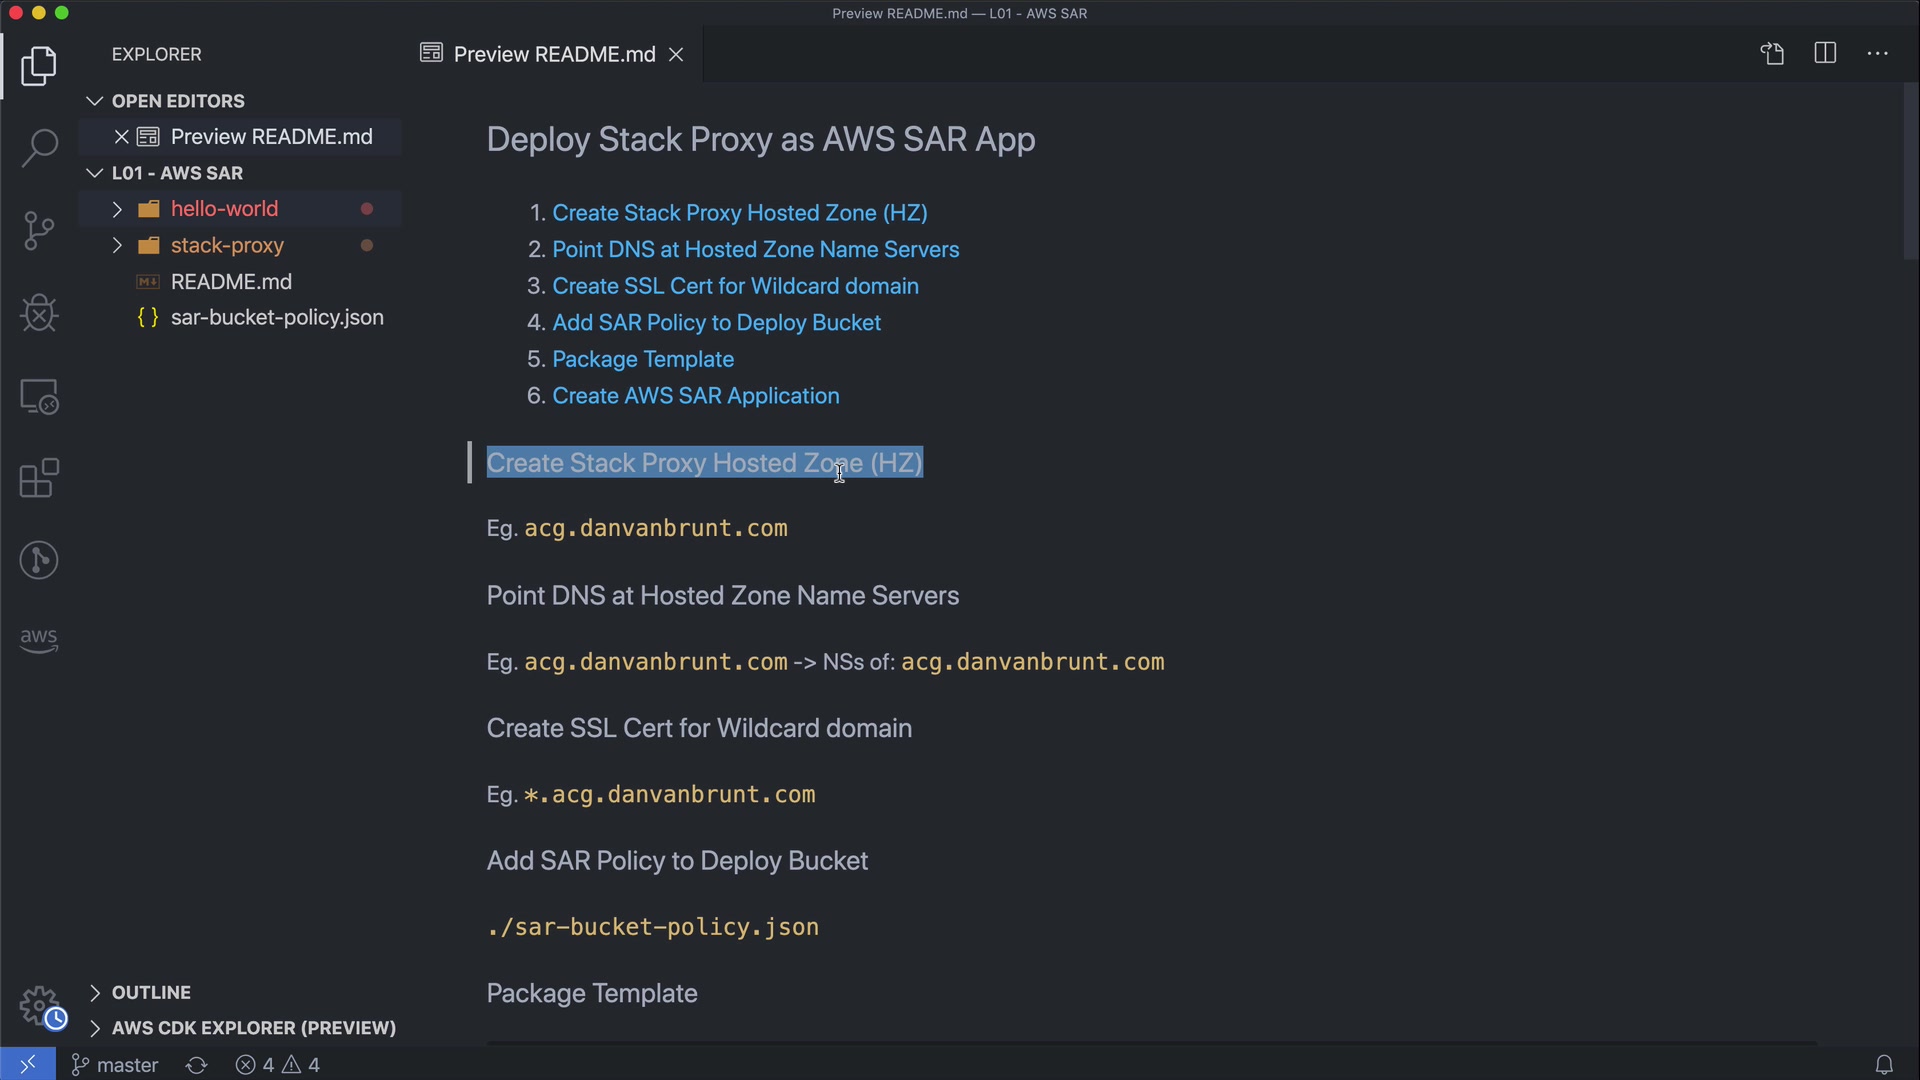 Preview README.md — L01 - AWS SAR
EXPLORER
Preview README.md
OPEN EDITORS
Preview README.md
L01 - AWS SAR
hello-world
stack-proxy
README.md
{ } sar-bucket-policy.json
Deploy Stack Proxy as AWS SAR App
1. Create Stack Proxy Hosted Zone (HZ)
2. Point DNS at Hosted Zone Name Servers
3. Create SSL Cert for Wildcard domain
4. Add SAR Policy to Deploy Bucket
5. Package Template
6. Create AWS SAR Application
Create Stack Proxy Hosted Zone (HZ)
Eg. acg.danvanbrunt.com
Point DNS at Hosted Zone Name Servers
Eg. acg.danvanbrunt.com -> NSs of: acg.danvanbrunt.com
Create SSL Cert for Wildcard domain
Eg. *.acg.danvanbrunt.com
Add SAR Policy to Deploy Bucket
./sar-bucket-policy.json
Package Template
aws
OUTLINE
AWS CDK EXPLORER (PREVIEW)
master
4
4